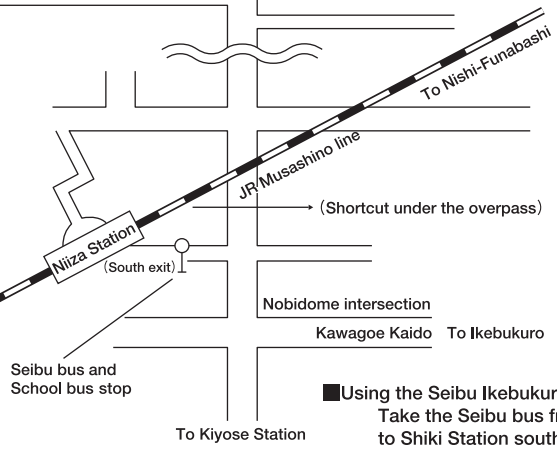 To Nishi-Funabashi
JR Musashino line
(Shortcut under the overpass)
Niiza Station
(South exit)
Nobidome intersection
Kawagoe Kaido To Ikebukuro
Seibu bus and
School bus stop
To Kiyose Station
■Using the Seibu Ikebukur
Take the Seibu bus f
to Shiki Station south